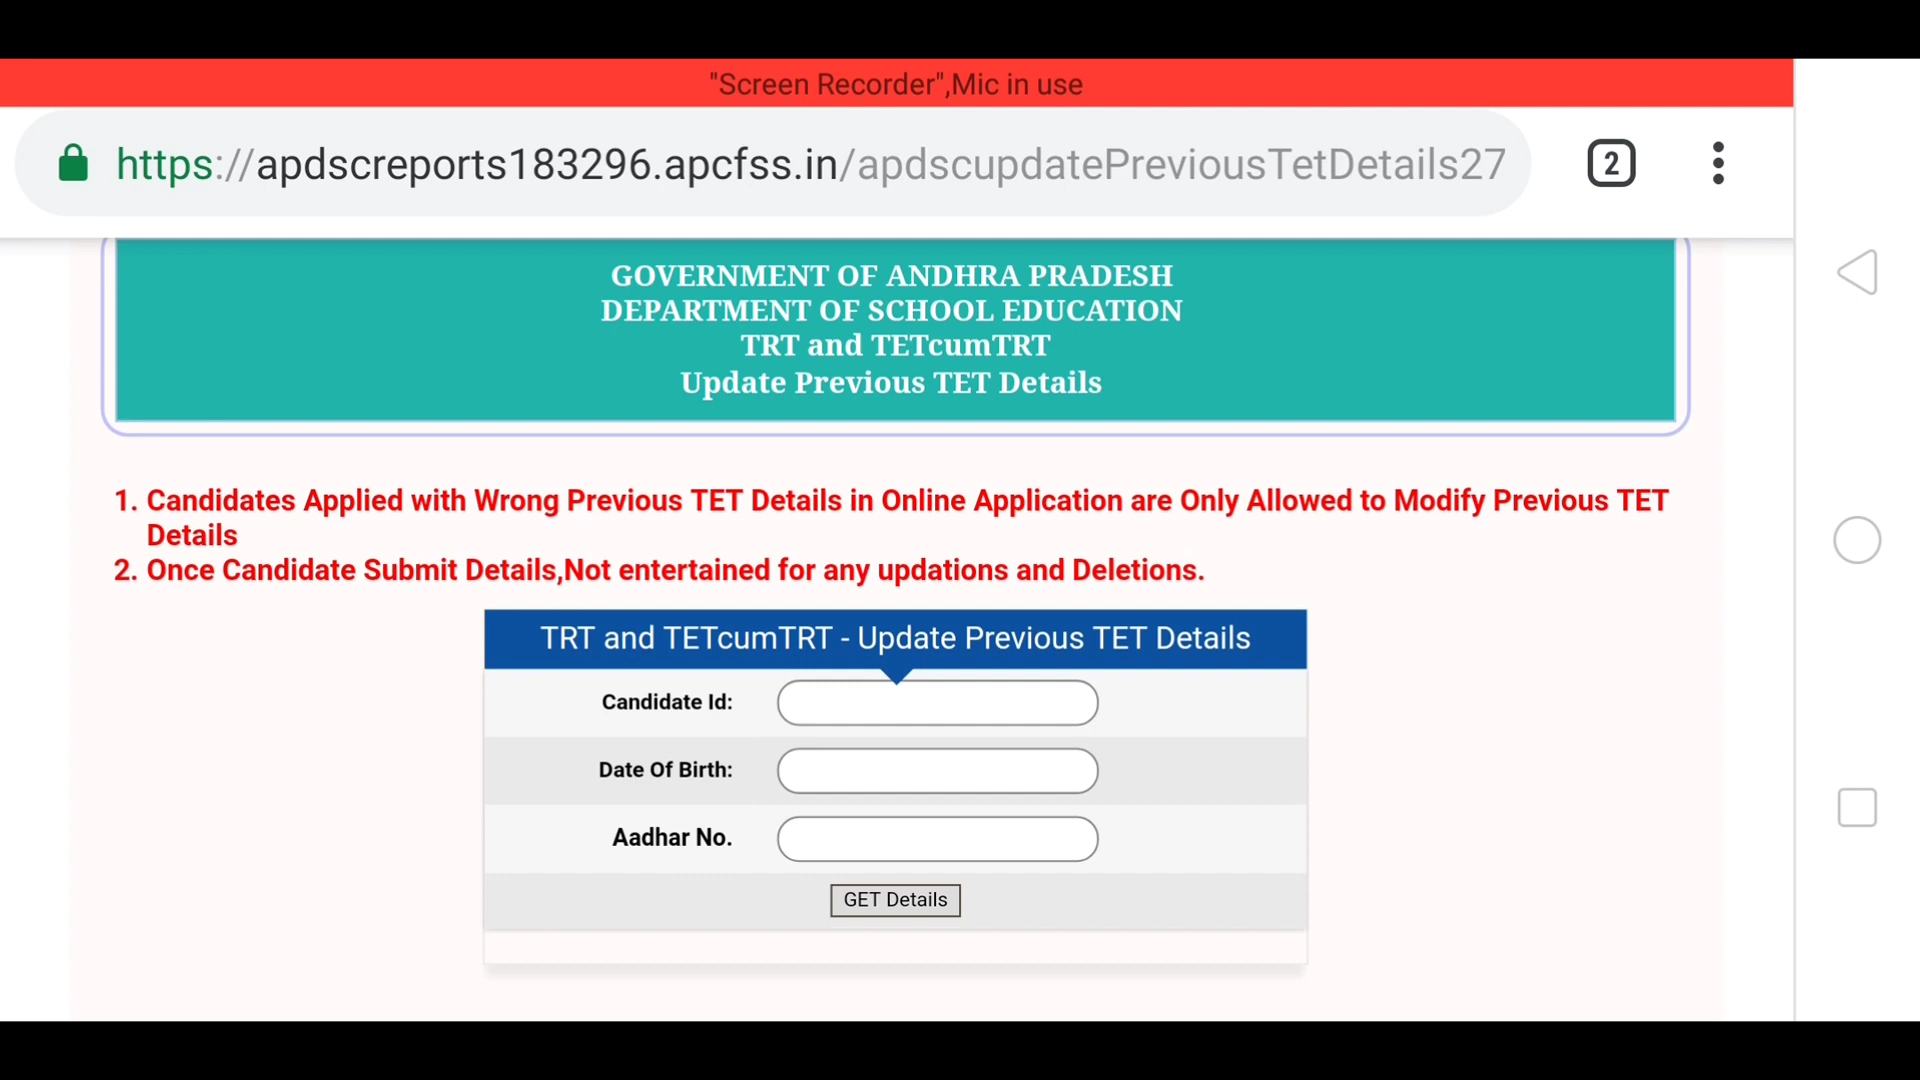 "Screen Recorder",Mic in use
https://apdscreports183296.apcfss.in/apdscupdatePreviousTetDetails27
2
GOVERNMENT OF ANDHRA PRADESH
DEPARTMENT OF SCHOOL EDUCATION
TRT and TETcumTRT
Update Previous TET Details
1. Candidates Applied with Wrong Previous TET Details in Online Application are Only Allowed to Modify Previous TET
Details
2. Once Candidate Submit Details,Not entertained for any updations and Deletions.
TRT and TETcumTRT - Update Previous TET Details
Candidate Id:
Date Of Birth:
Aadhar No.
GET Details